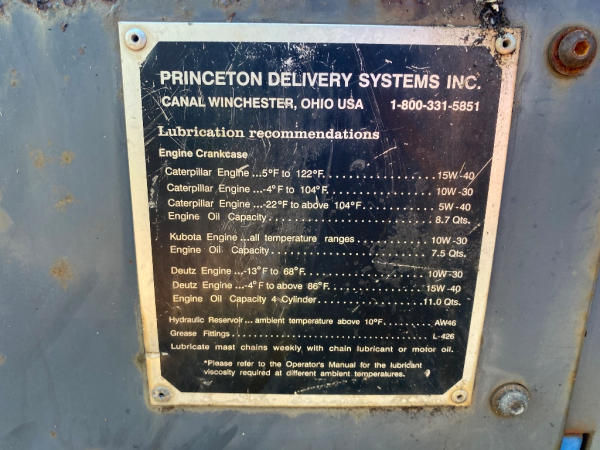 PRINCETON DELIVERY SYSTEMS INC.
CANAL WINCHESTER, OHIO USA 1-800-331-5851
Lubrication recommendations
Engine Crankcase
Caterpillar Engine ...5°F to 122°F. .......................... 15W-40
Caterpillar Engine ...-4°F to 104°F. .......................... 10W-30
Caterpillar Engine ...-22°F to above 104°F. .............. 5W-40
Engine Oil Capacity .......................................... 8.7 Qts.
Kubota Engine ...all temperature ranges ................ 10W-30
Engine Oil Capacity .......................................... 7.5 Qts.
Deutz Engine ...-13°F to 68°F. .......................... 10W-30
Deutz Engine ...-4°F to above 86°F. .................... 15W-40
Engine Oil Capacity 4 Cylinder .......................... 11.0 Qts.
Hydraulic Reservoir ... ambient temperature above 10°F. .......... AW46
Grease Fittings .......................................... L-426
Lubricate mast chains weekly with chain lubricant or motor oil.
*Please refer to the Operator's Manual for the lubricant
viscosity required at different ambient temperatures.